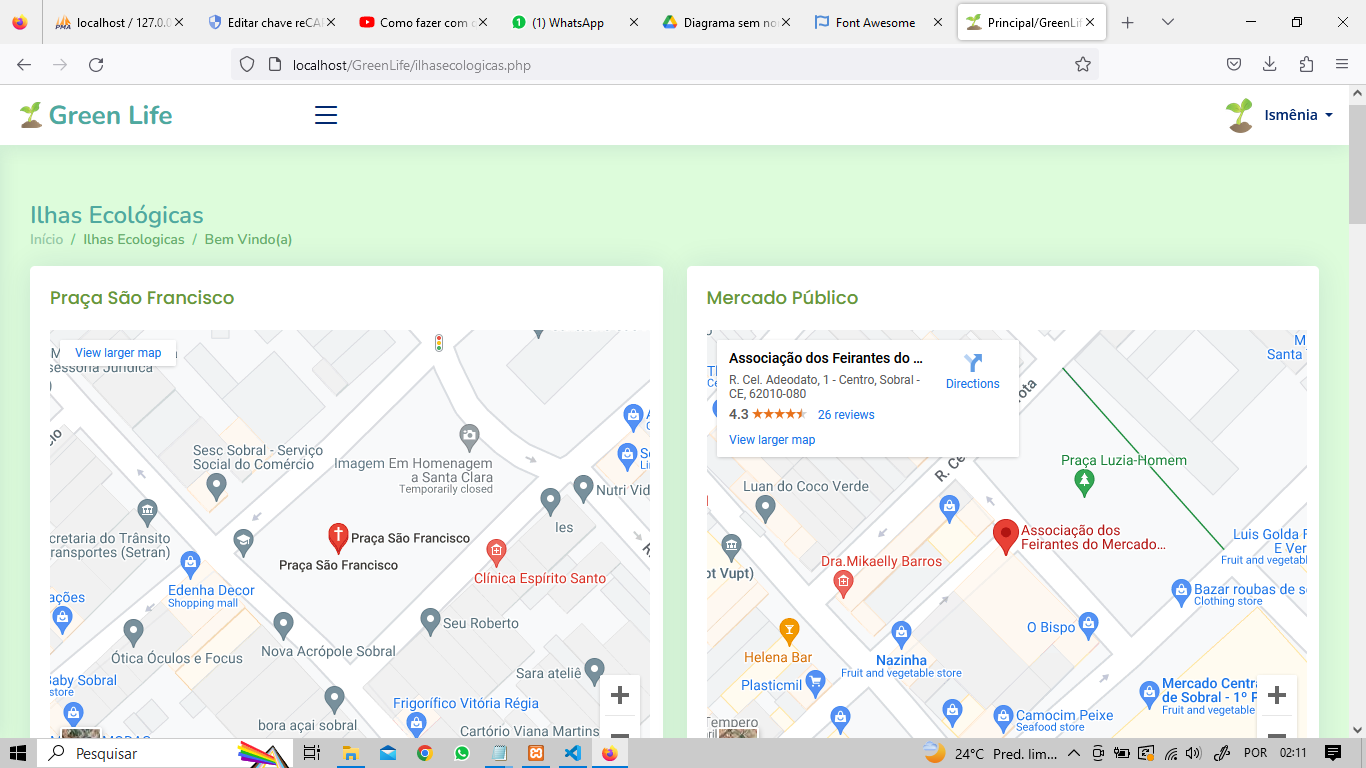 localhost / 127.0.0
Editar chave reCA
Como fazer com c
(1) WhatsApp
Diagrama sem no
Font Awesome
Principal/GreenLif
localhost/GreenLife/ilhasecologicas.php
Green Life
Ismênia
Ilhas Ecológicas
Início / Ilhas Ecologicas / Bem Vindo(a)
Praça São Francisco
View larger map
sessoria Jurídica
Sesc Sobral - Serviço
Social do Comércio
Imagem Em Homenagem
a Santa Clara
Temporarily closed
Nutri Vid
les
cretaria do Trânsito
ransportes (Setran)
Praça São Francisco
Praça São Francisco
Clínica Espírito Santo
Edenha Decor
Shopping mall
ações
Seu Roberto
Ótica Óculos e Focus
Nova Acrópole Sobral
Sara ateliê
Baby Sobral
store
Frigorífico Vitória Régia
bora açai sobral
Cartório Viana Martins
Mercado Público
Associação dos Feirantes do ...
R. Cel. Adeodato, 1 - Centro, Sobral -
CE, 62010-080
4.3
26 reviews
View larger map
Directions
M
Santa T
ota
R. Ce
Praça Luzia-Homem
Luan do Coco Verde
Associação dos
Feirantes do Mercado...
Luis Golda F
E Ver
Fruit and vegetab
pt Vupt)
Dra.Mikaelly Barros
Bazar roubas de s
Clothing store
O Bispo
Helena Bar
Nazinha
Fruit and vegetable store
Plasticmil
Mercado Centr
de Sobral - 1º P
Fruit and vegetable
Camocim Peixe
Seafood store
Tempero
Pesquisar
24°C Pred. lim...
POR
02:11